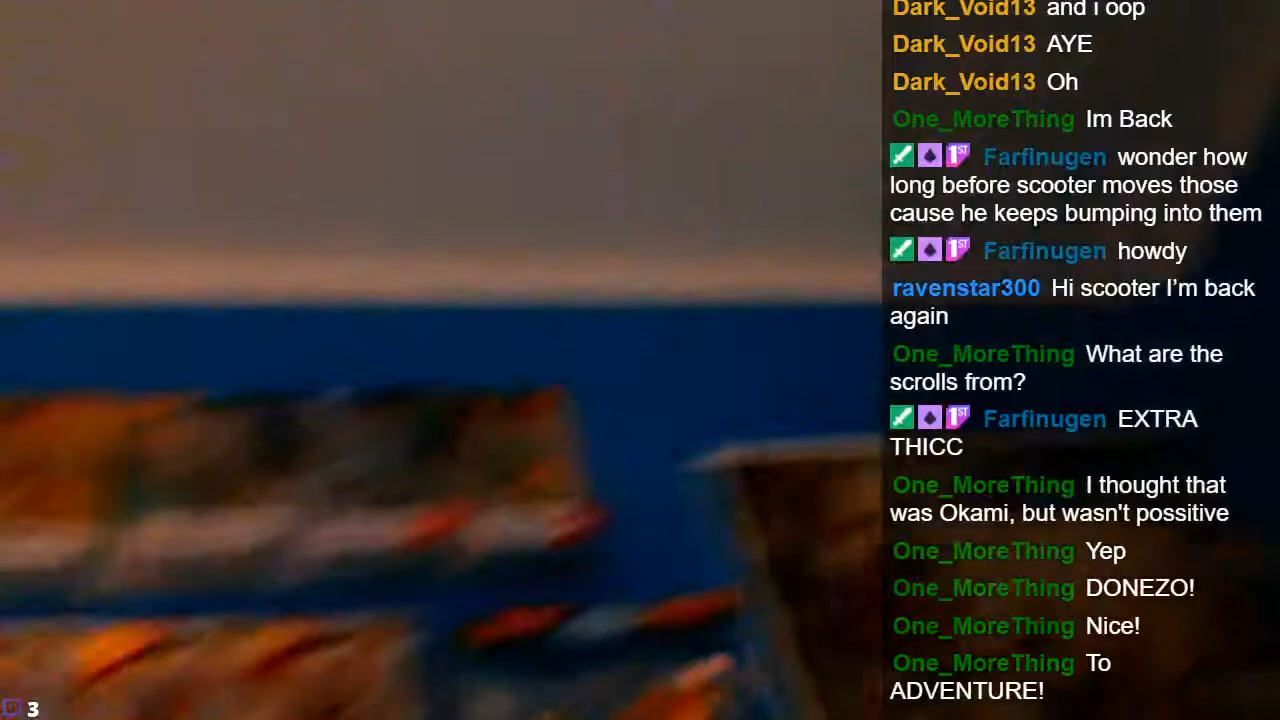 Dark_Void13 and i oop
Dark_Void13 AYE
Dark_Void13 Oh
One_MoreThing Im Back
1ST Farfinugen wonder how
long before scooter moves those
cause he keeps bumping into them
1ST Farfinugen howdy
ravenstar300 Hi scooter I’m back
again
One_MoreThing What are the
scrolls from?
1ST Farfinugen EXTRA
THICC
One_MoreThing I thought that
was Okami, but wasn't possitive
One_MoreThing Yep
One_MoreThing DONEZO!
One_MoreThing Nice!
One_MoreThing To
ADVENTURE!
3